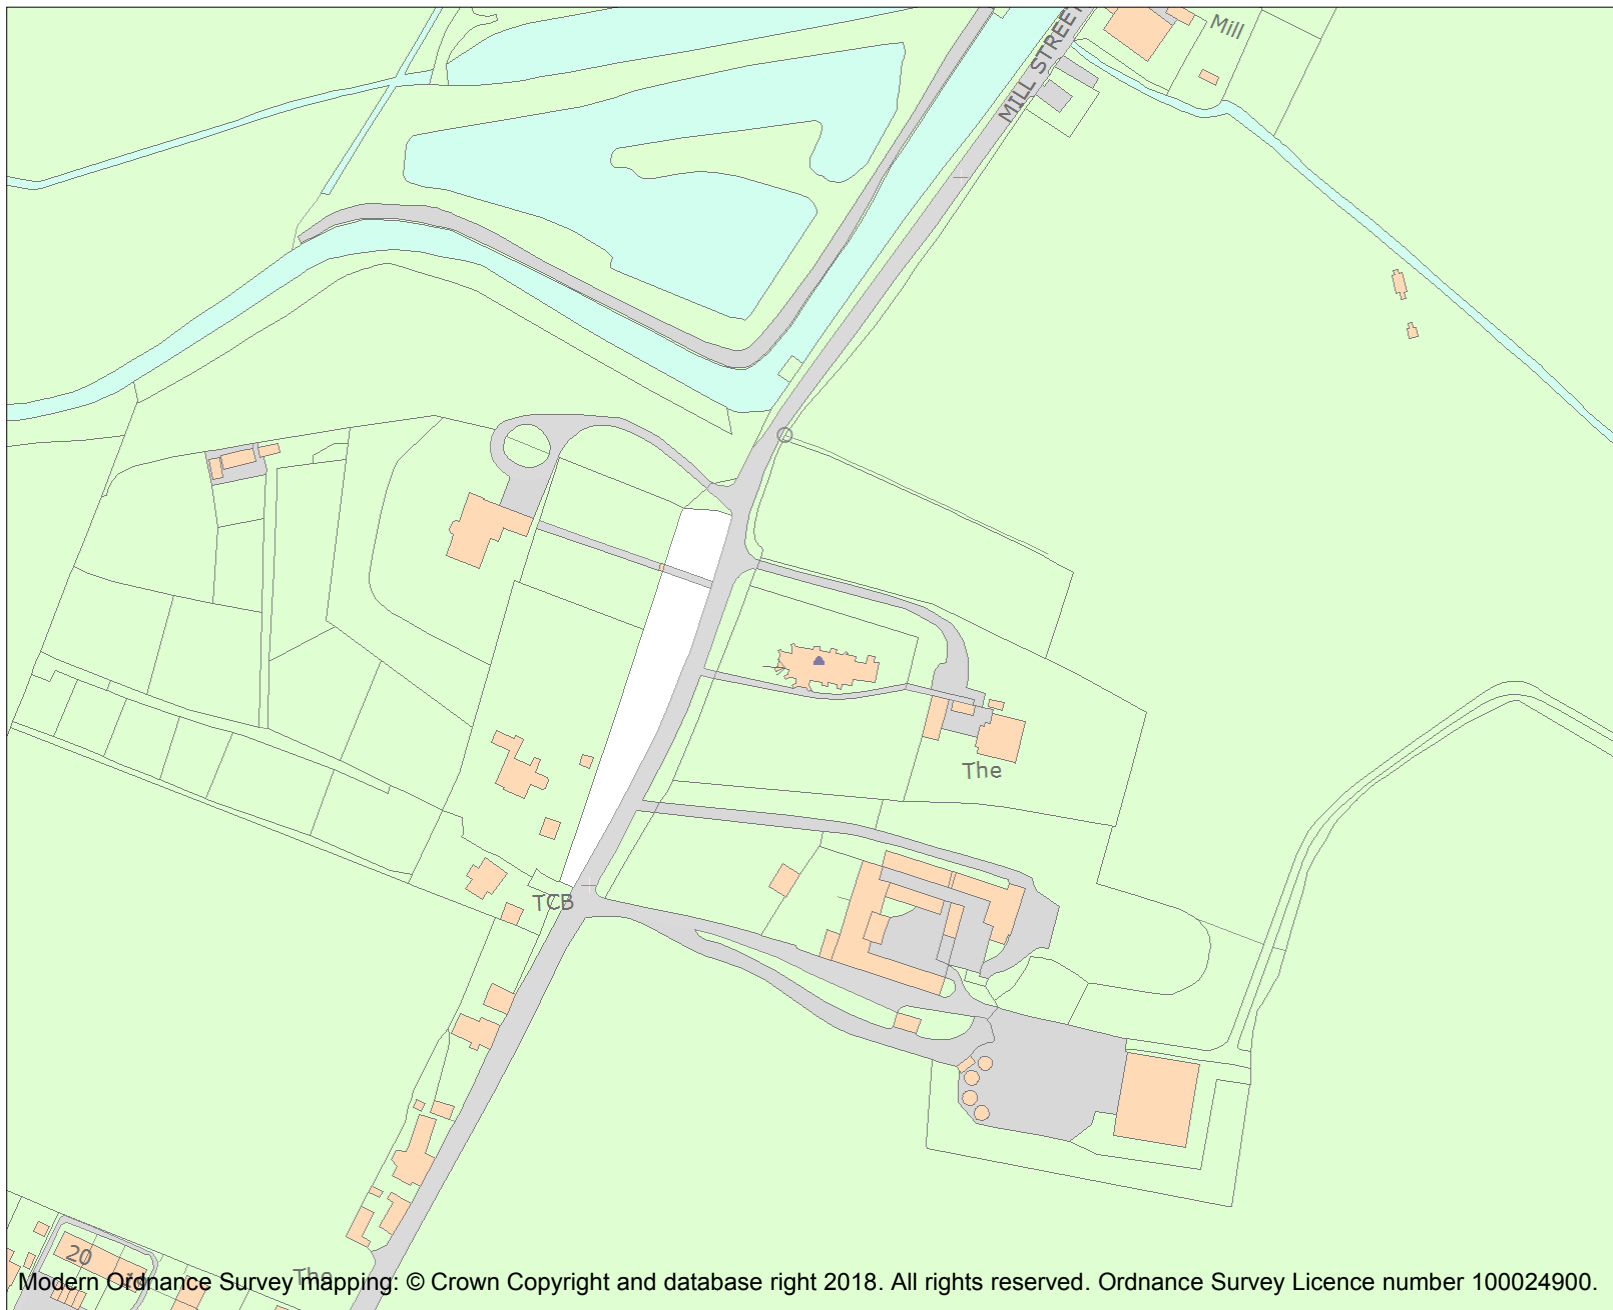 Mill
MILL STREET
The
TCB
20
The
Modern Ordnance Survey mapping: © Crown Copyright and database right 2018. All rights reserved. Ordnance Survey Licence number 100024900.